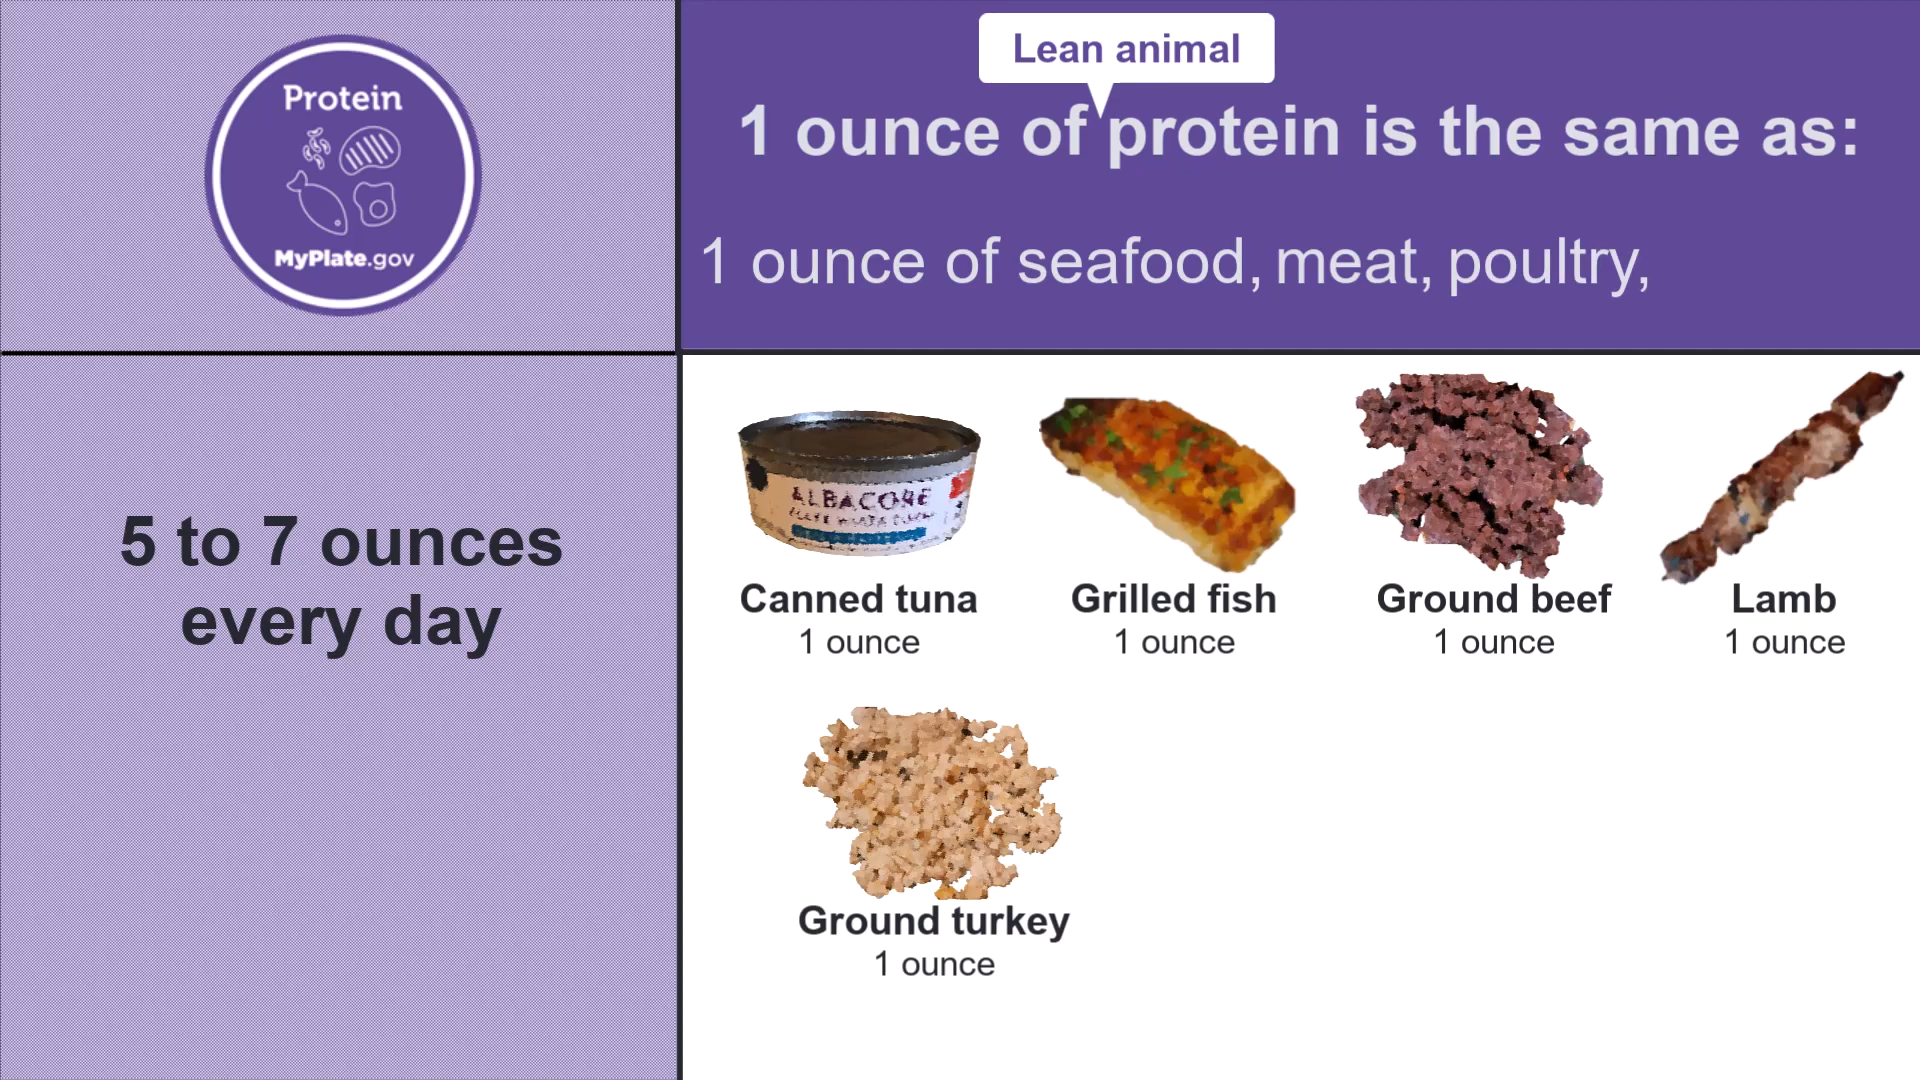 Protein
MyPlate.gov
Lean animal
1 ounce of protein is the same as:
1 ounce of seafood, meat, poultry,
5 to 7 ounces
every day
ALBACORE
Canned tuna
1 ounce
Grilled fish
1 ounce
Ground beef
1 ounce
Lamb
1 ounce
Ground turkey
1 ounce